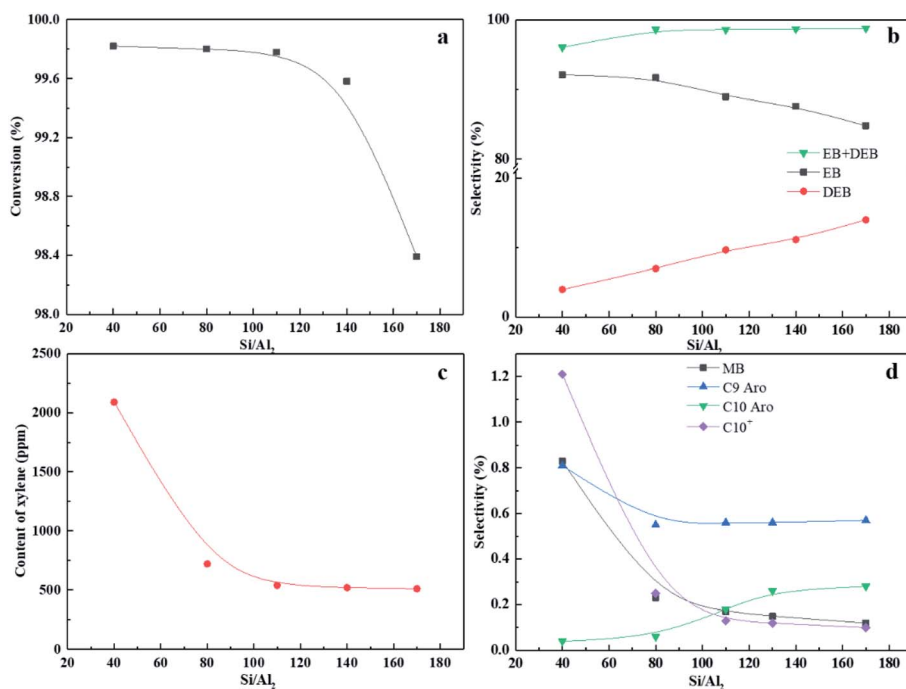 a
100.0
99.6
99.2
98.8
98.4
98.0
Conversion (%)
20 40 60 80 100 120 140 160 180
Si/Al2
b
100
80
20
0
Selectivity (%)
EB+DEB
EB
DEB
20 40 60 80 100 120 140 160 180
Si/Al2
c
2500
2000
1500
1000
500
0
Content of xylene (ppm)
20 40 60 80 100 120 140 160 180
Si/Al2
d
1.2
1.0
0.8
0.6
0.4
0.2
0.0
Selectivity (%)
MB
C9 Aro
C10 Aro
C10+
20 40 60 80 100 120 140 160 180
Si/Al2